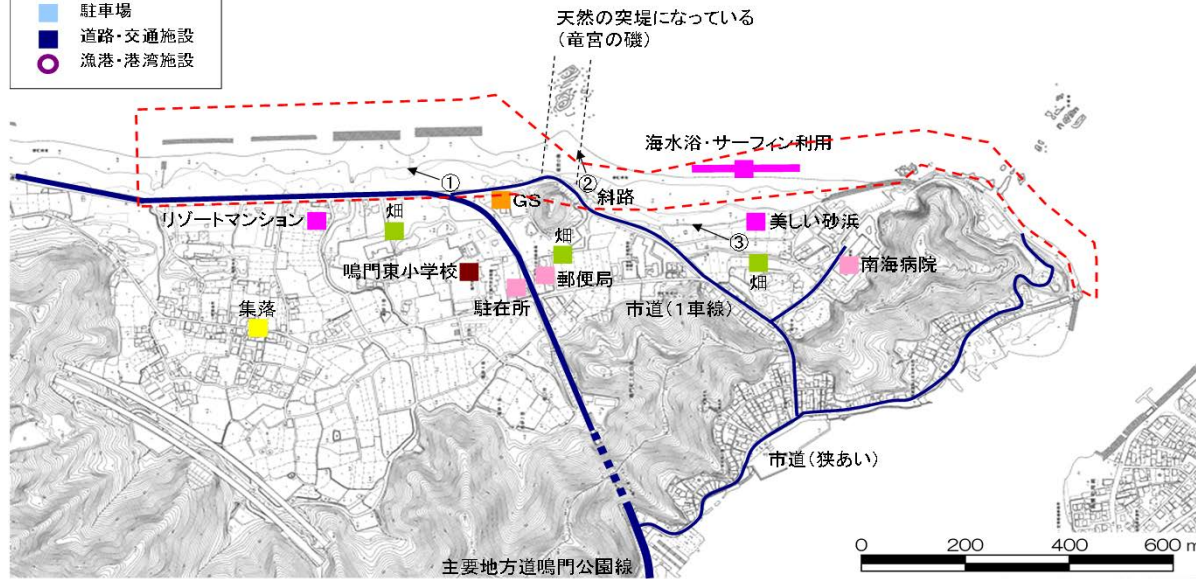 駐車場
道路・交通施設
漁港・港湾施設
天然の突堤になっている
(竜宮の磯)
海水浴・サーフィン利用
①
②
斜路
GS
リゾートマンション
畑
美しい砂浜
③
畑
鳴門東小学校
郵便局
畑
南海病院
駐在所
市道(1車線)
集落
市道(狭あい)
主要地方道鳴門公園線
0 200 400 600 m